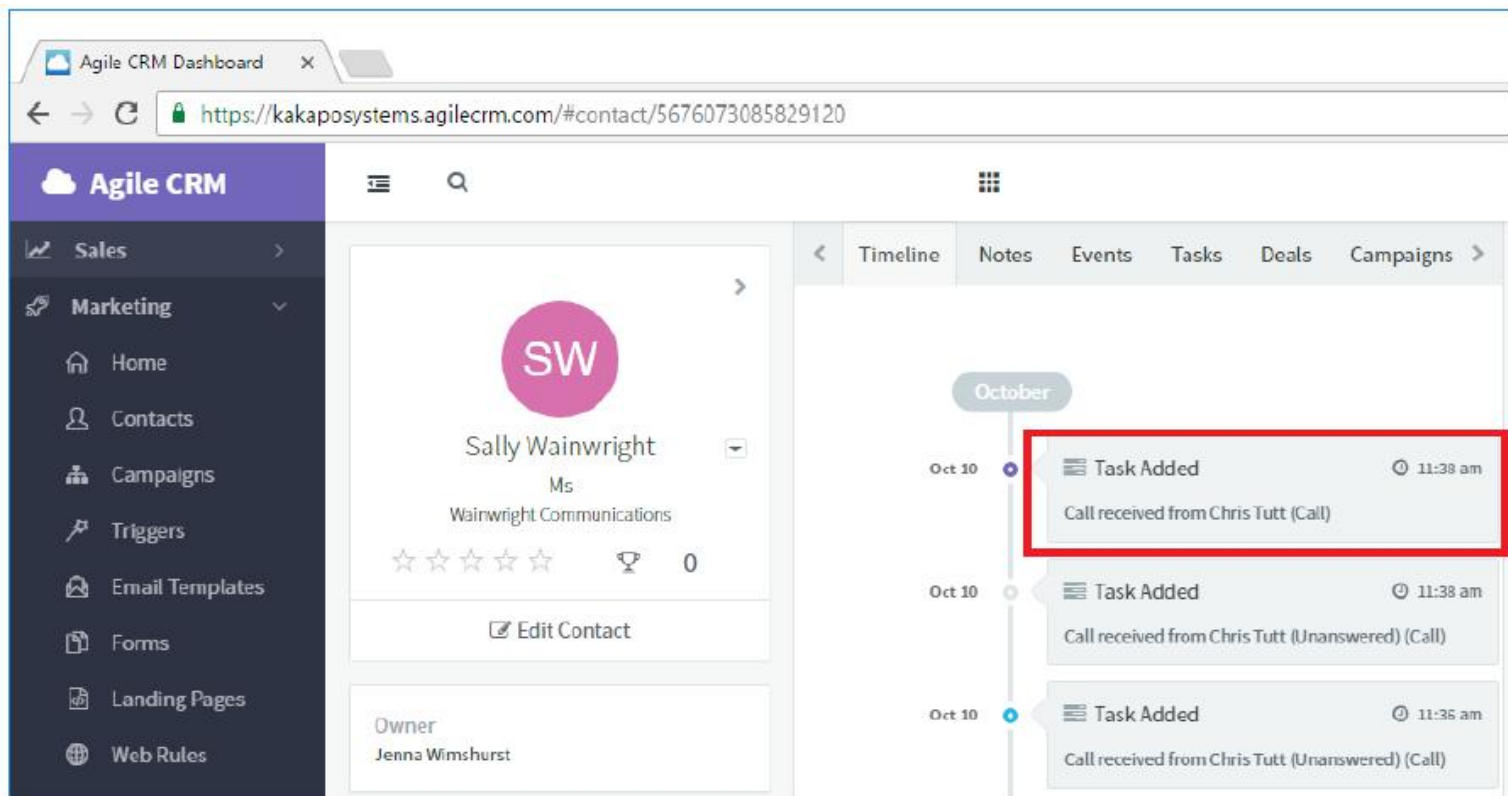 Agile CRM Dashboard
https://kakaposystems.agilecrm.com/#contact/5676073085829120
Agile CRM
Sales
Marketing
Home
Contacts
Campaigns
Triggers
Email Templates
Forms
Landing Pages
Web Rules
SW
Sally Wainwright
Ms
Wainwright Communications
0
Edit Contact
Owner
Jenna Wimshurst
Timeline Notes Events Tasks Deals Campaigns
October
Oct 10 Task Added 11:38 am
Call received from Chris Tutt (Call)
Oct 10 Task Added 11:38 am
Call received from Chris Tutt (Unanswered) (Call)
Oct 10 Task Added 11:36 am
Call received from Chris Tutt (Unanswered) (Call)